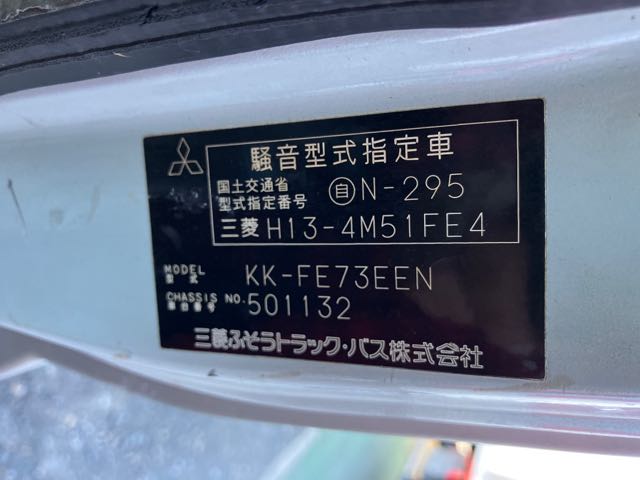 騒音型式指定車
国土交通省
型式指定番号 自N-295
三菱 H13-4M51FE4
MODEL
型式 KK-FE73EEN
CHASSIS NO.
車台番号 501132
三菱ふそうトラック・バス株式会社